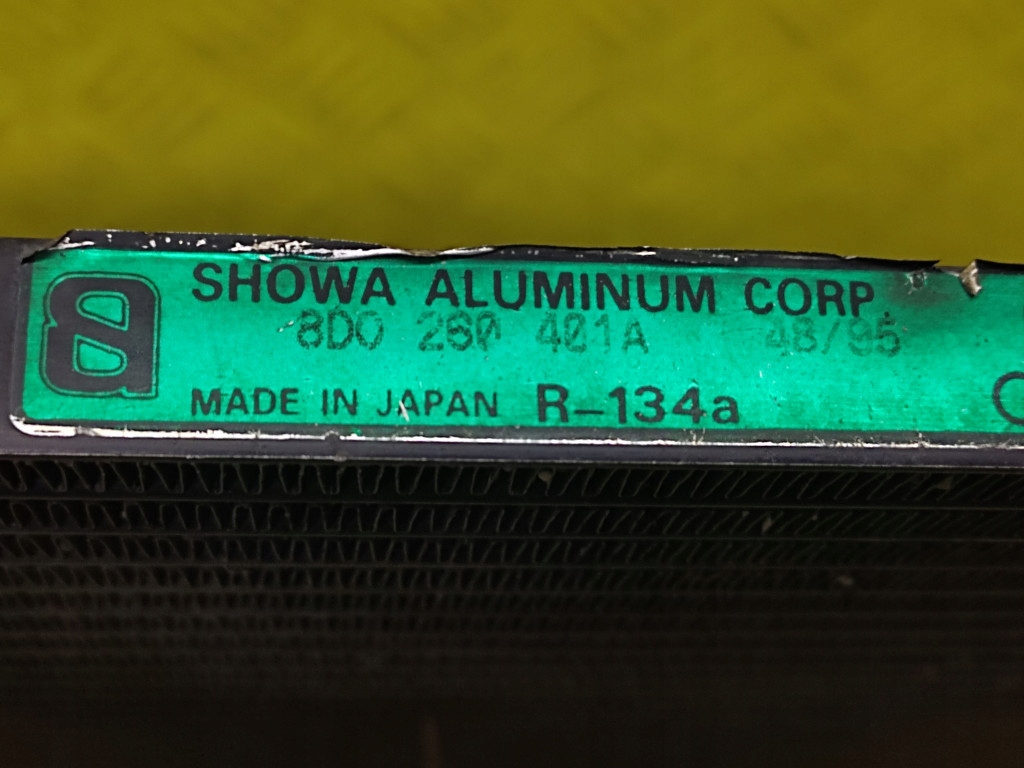 SHOWA ALUMINUM CORP.
8D0 260 401A 48/95
MADE IN JAPAN R-134a